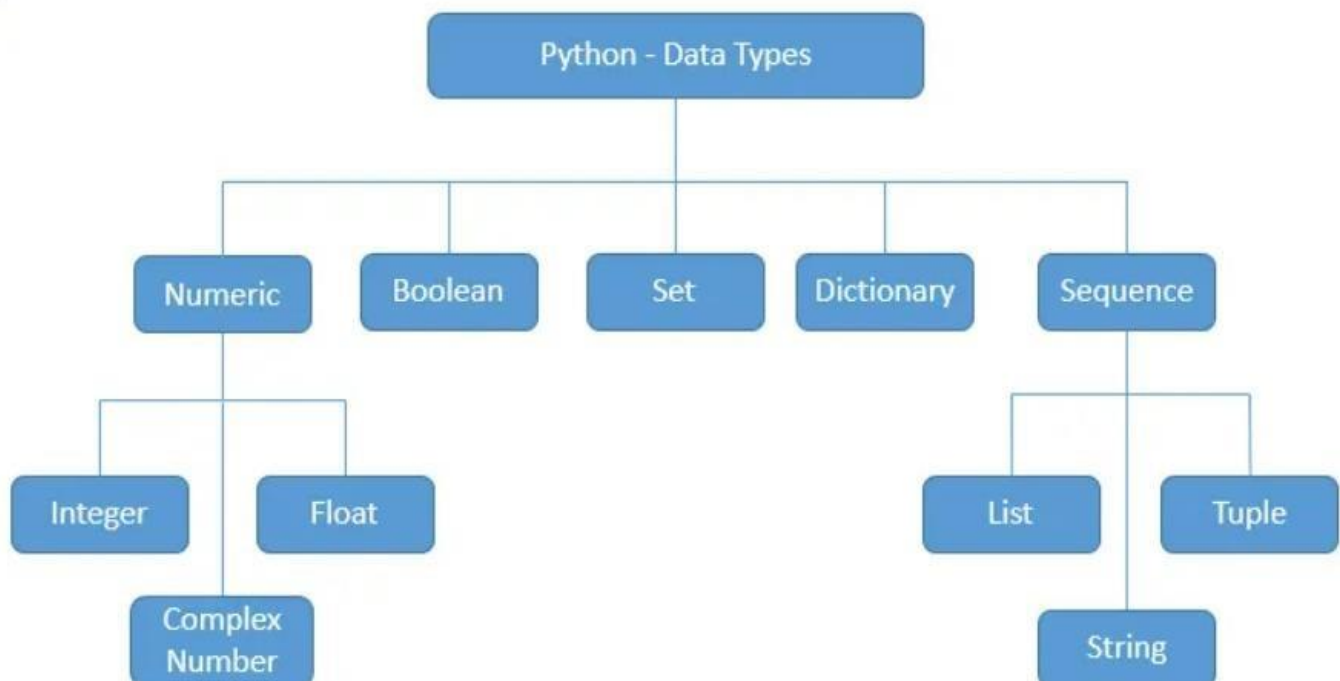 Python - Data Types
Numeric
Boolean
Set
Dictionary
Sequence
Integer
Float
List
Tuple
Complex
Number
String